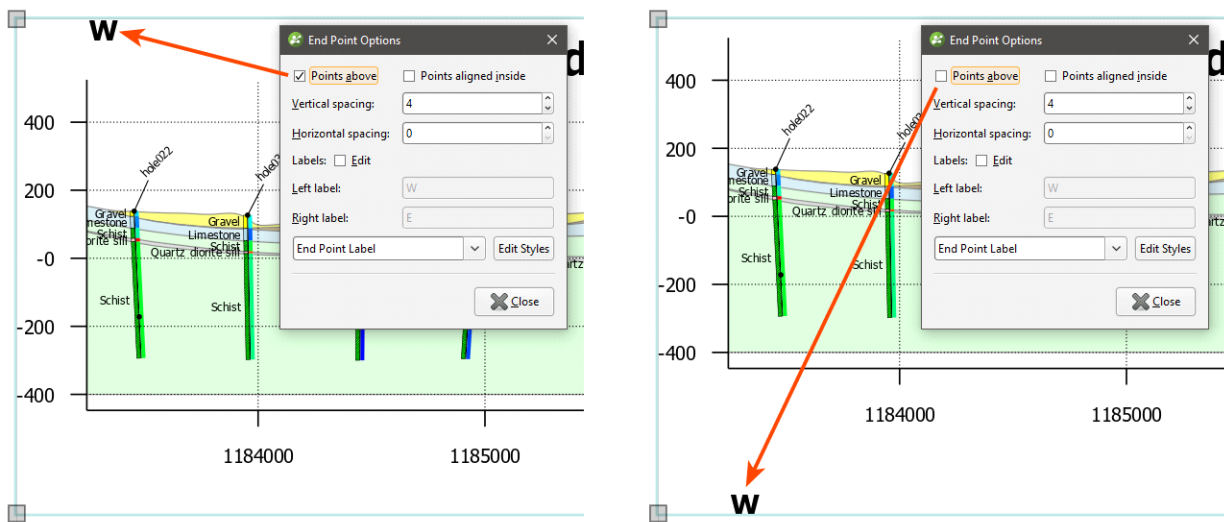 W
End Point Options
d
Points above
Points aligned inside
Vertical spacing:
4
Horizontal spacing:
0
Labels:
Edit
Left label:
W
Right label:
E
End Point Label
Edit Styles
Close
400
200
-0
-200
-400
hole022
Gravel
Schist
Schist
Gravel
Limestone
Schist
Quartz diorite sill
Schist
1184000
1185000
End Point Options
d
Points above
Points aligned inside
Vertical spacing:
4
Horizontal spacing:
0
Labels:
Edit
Left label:
W
Right label:
E
End Point Label
Edit Styles
Close
400
200
-0
-200
-400
hole022
Gravel
Schist
Schist
Gravel
Limestone
Schist
Quartz diorite sill
Schist
1184000
1185000
W